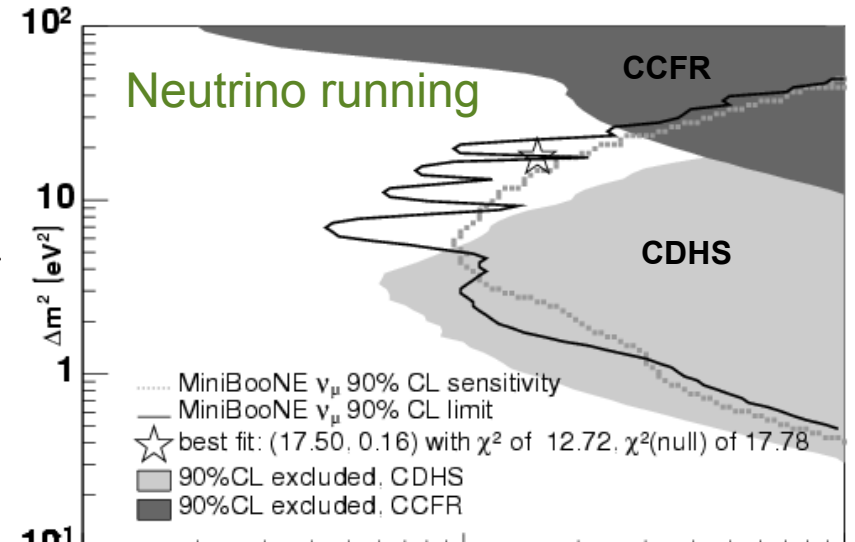 10²
CCFR
Neutrino running
10
CDHS
Δm² [eV²]
1
MiniBooNE νμ 90% CL sensitivity
MiniBooNE νμ 90% CL limit
best fit: (17.50, 0.16) with χ² of 12.72, χ²(null) of 17.78
90%CL excluded, CDHS
90%CL excluded, CCFR